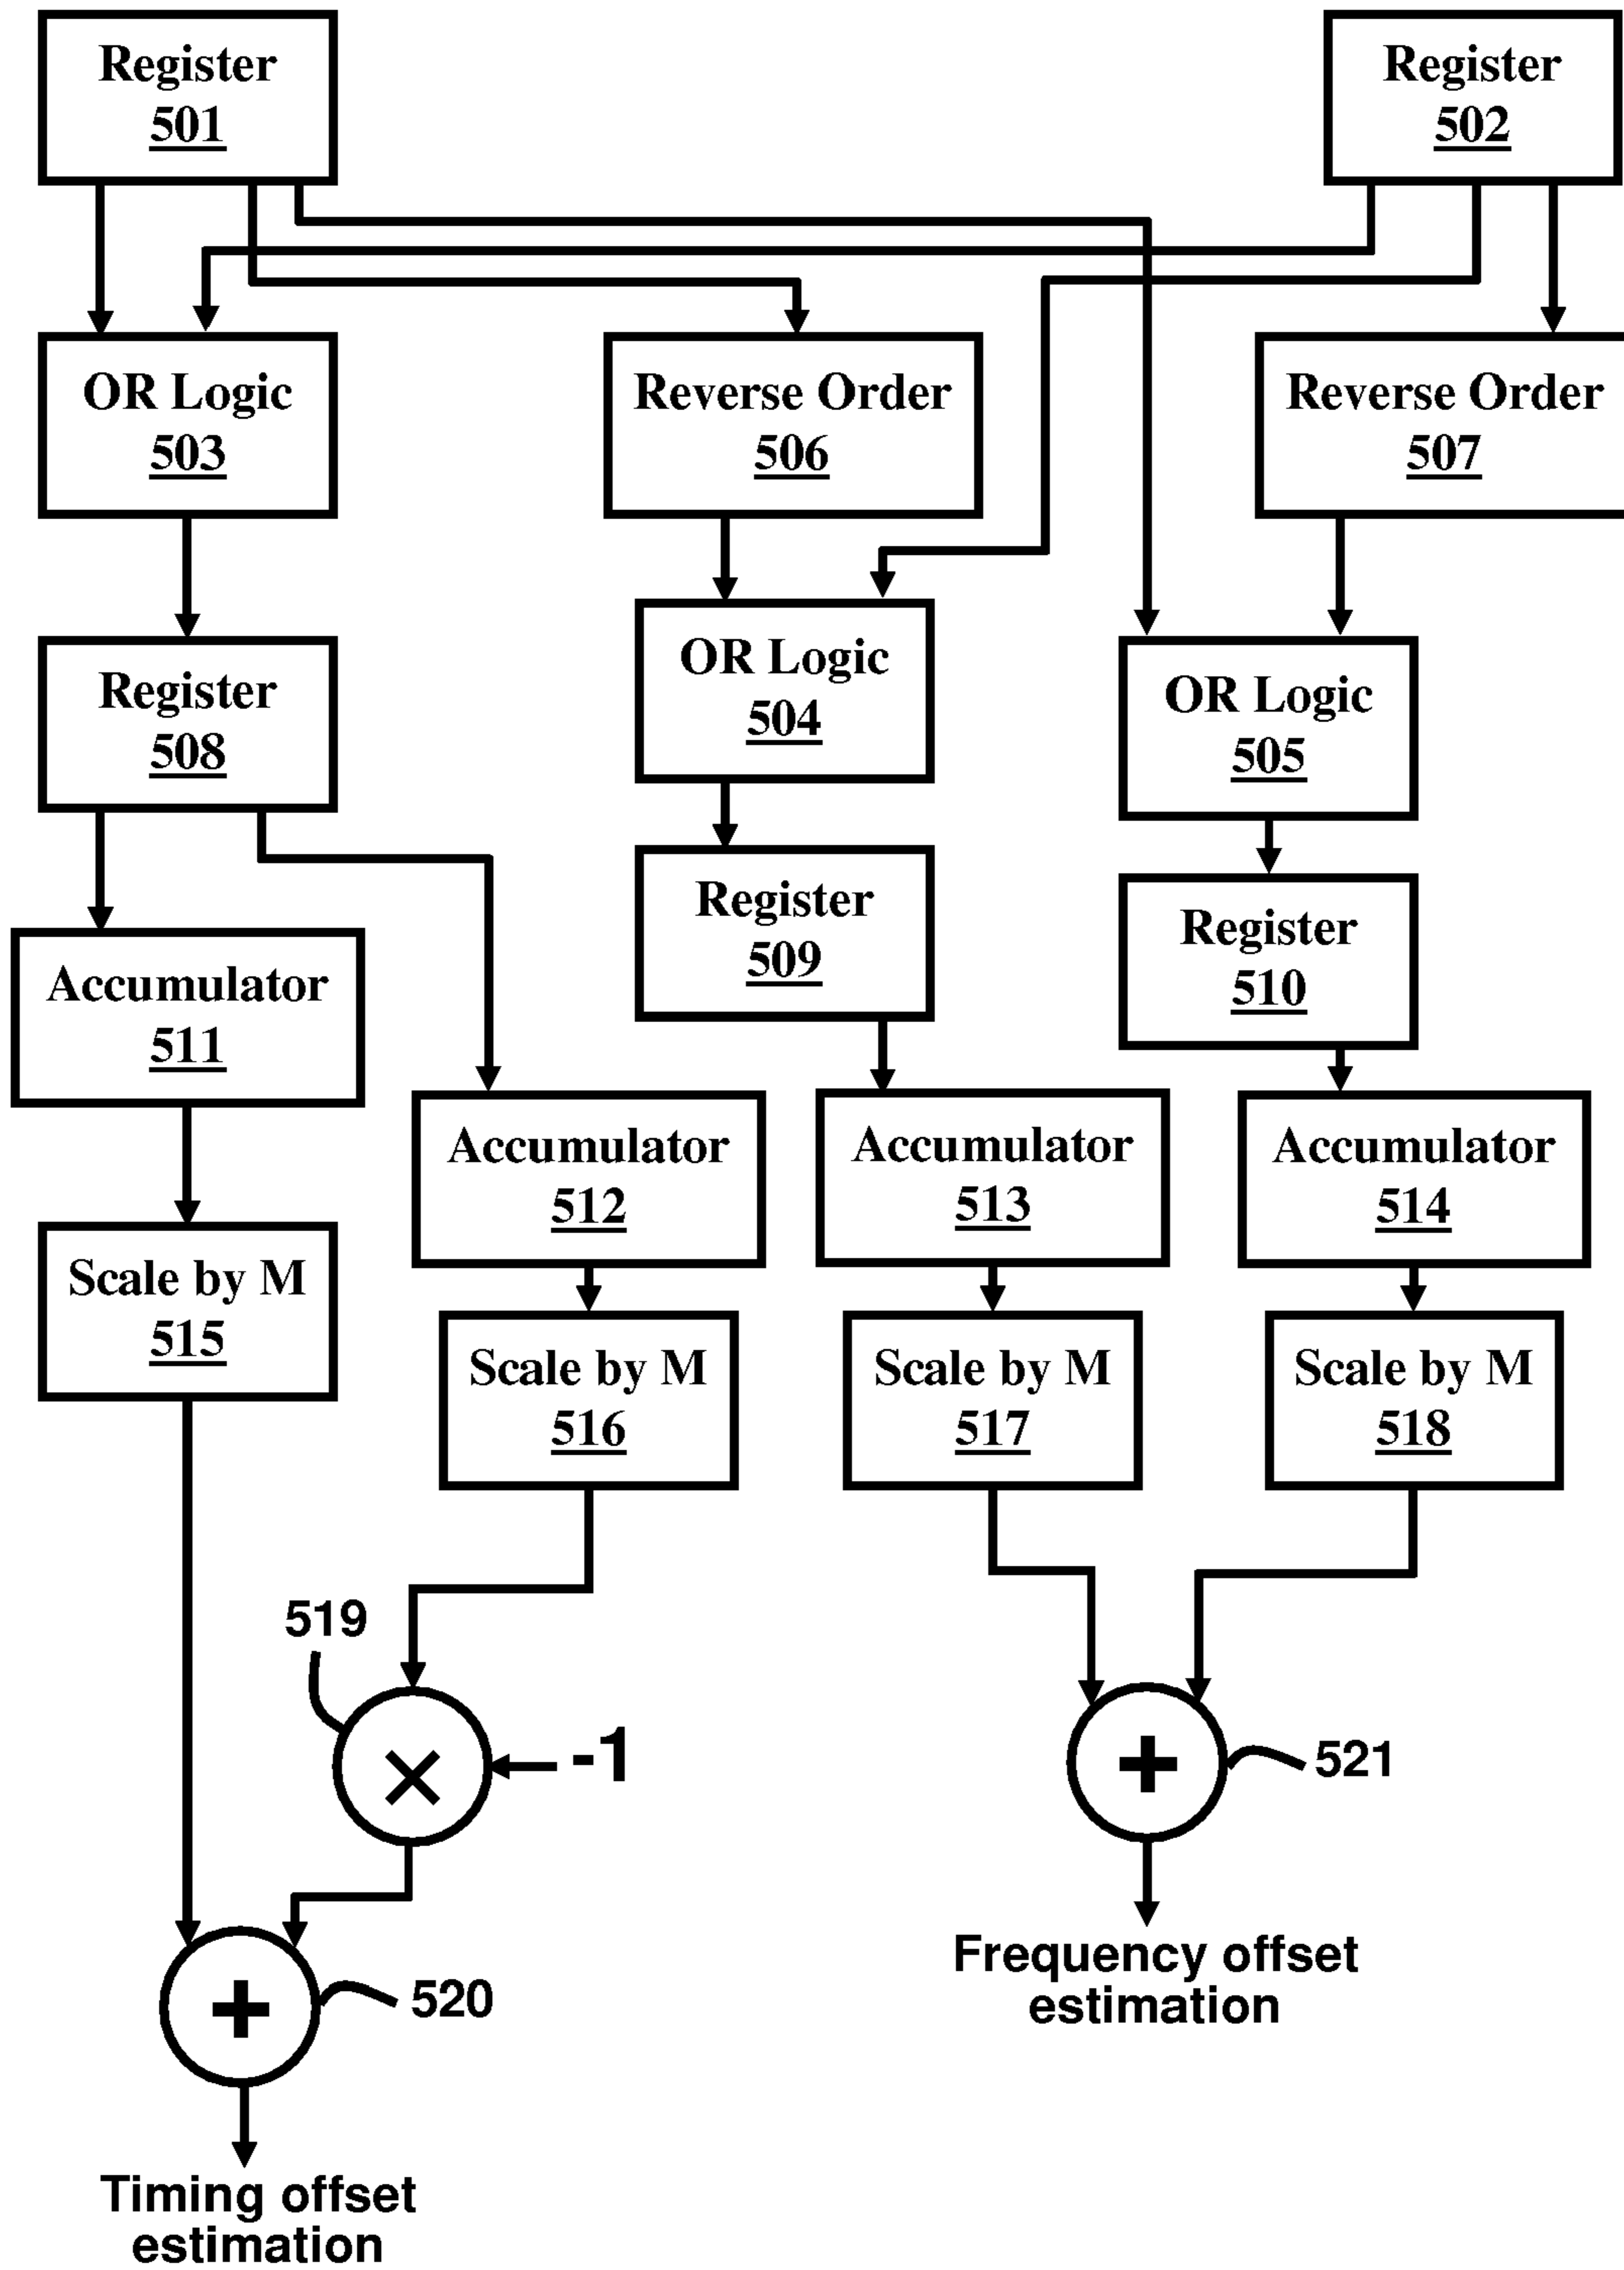 Register
501
Register
502
OR Logic
503
Reverse Order
506
Reverse Order
507
OR Logic
504
Register
508
OR Logic
505
Register
509
Register
510
Accumulator
511
Accumulator
512
Accumulator
513
Accumulator
514
Scale by M
515
Scale by M
516
Scale by M
517
Scale by M
518
519
×
-1
+
521
+
520
Frequency offset
estimation
Timing offset
estimation